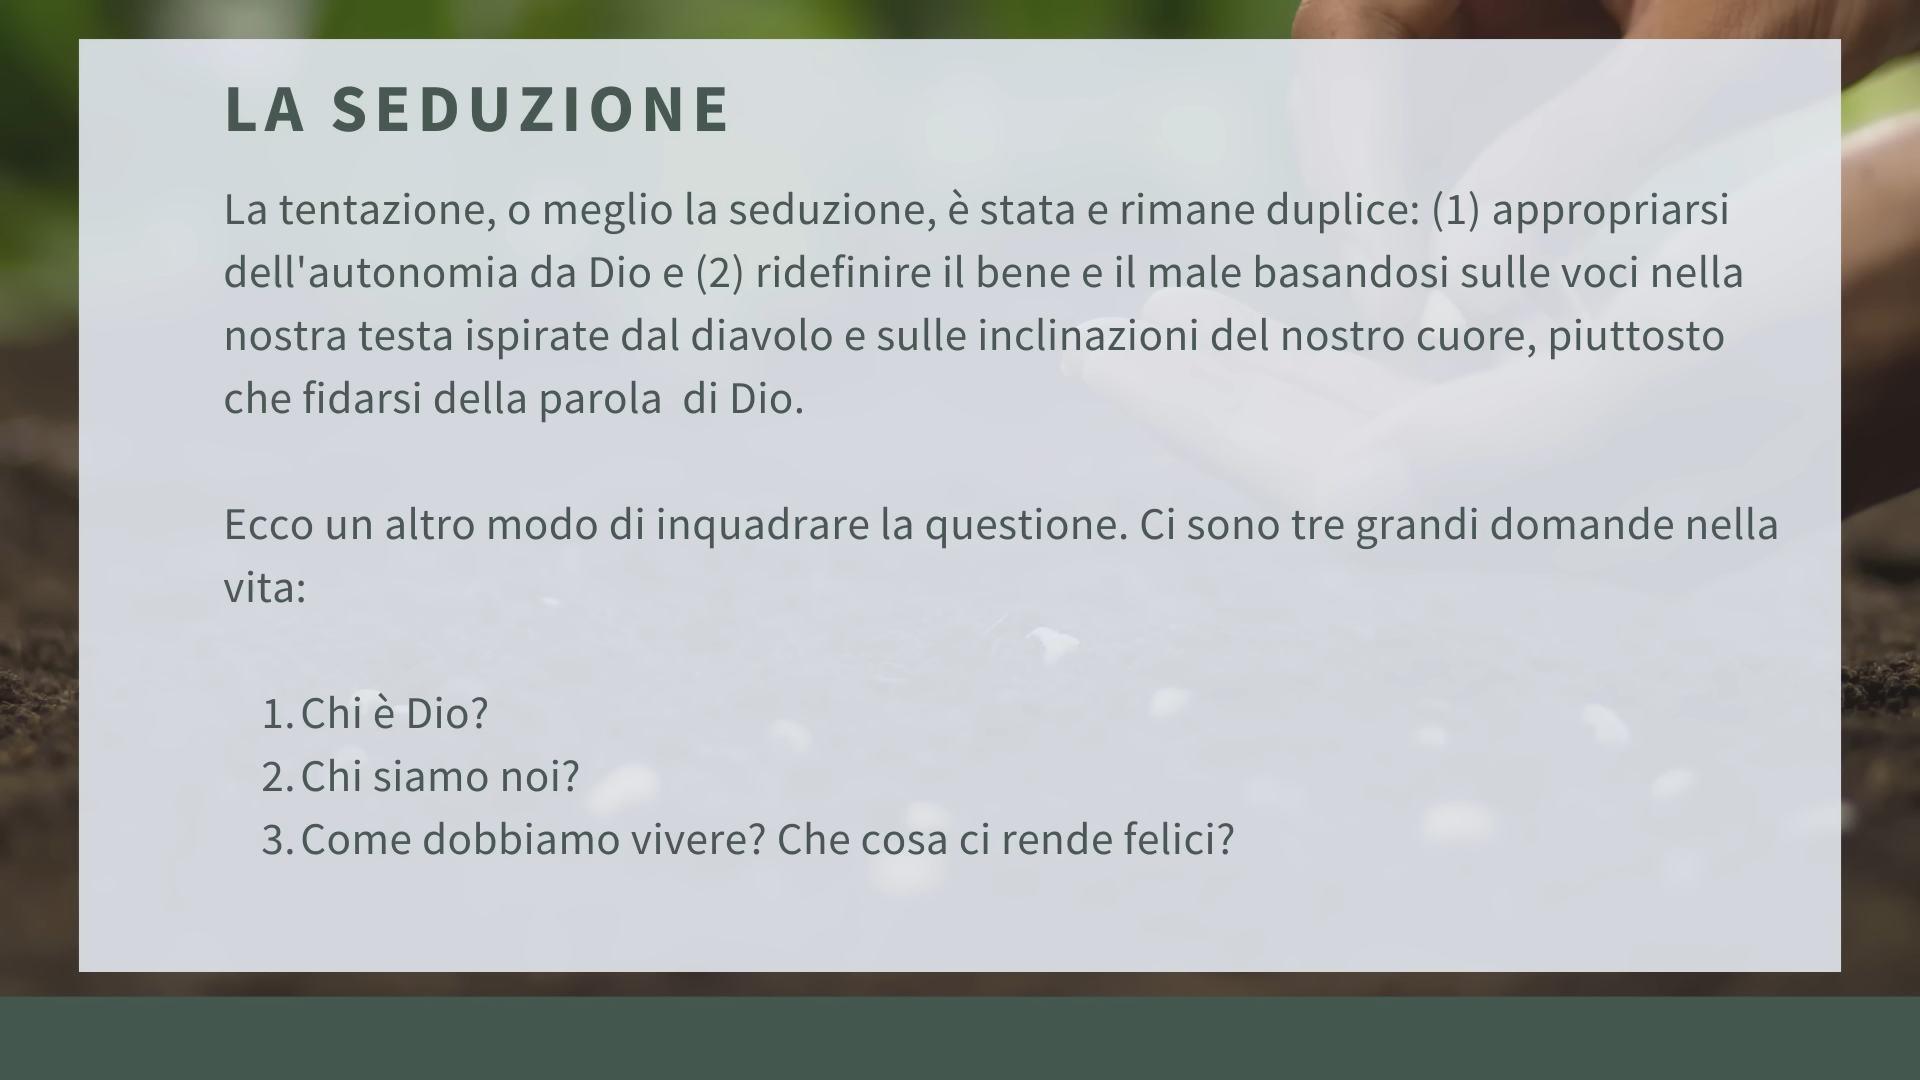 LA SEDUZIONE
La tentazione, o meglio la seduzione, è stata e rimane duplice: (1) appropriarsi
dell'autonomia da Dio e (2) ridefinire il bene e il male basandosi sulle voci nella
nostra testa ispirate dal diavolo e sulle inclinazioni del nostro cuore, piuttosto
che fidarsi della parola  di Dio.
Ecco un altro modo di inquadrare la questione. Ci sono tre grandi domande nella
vita:
1. Chi è Dio?
2. Chi siamo noi?
3. Come dobbiamo vivere? Che cosa ci rende felici?